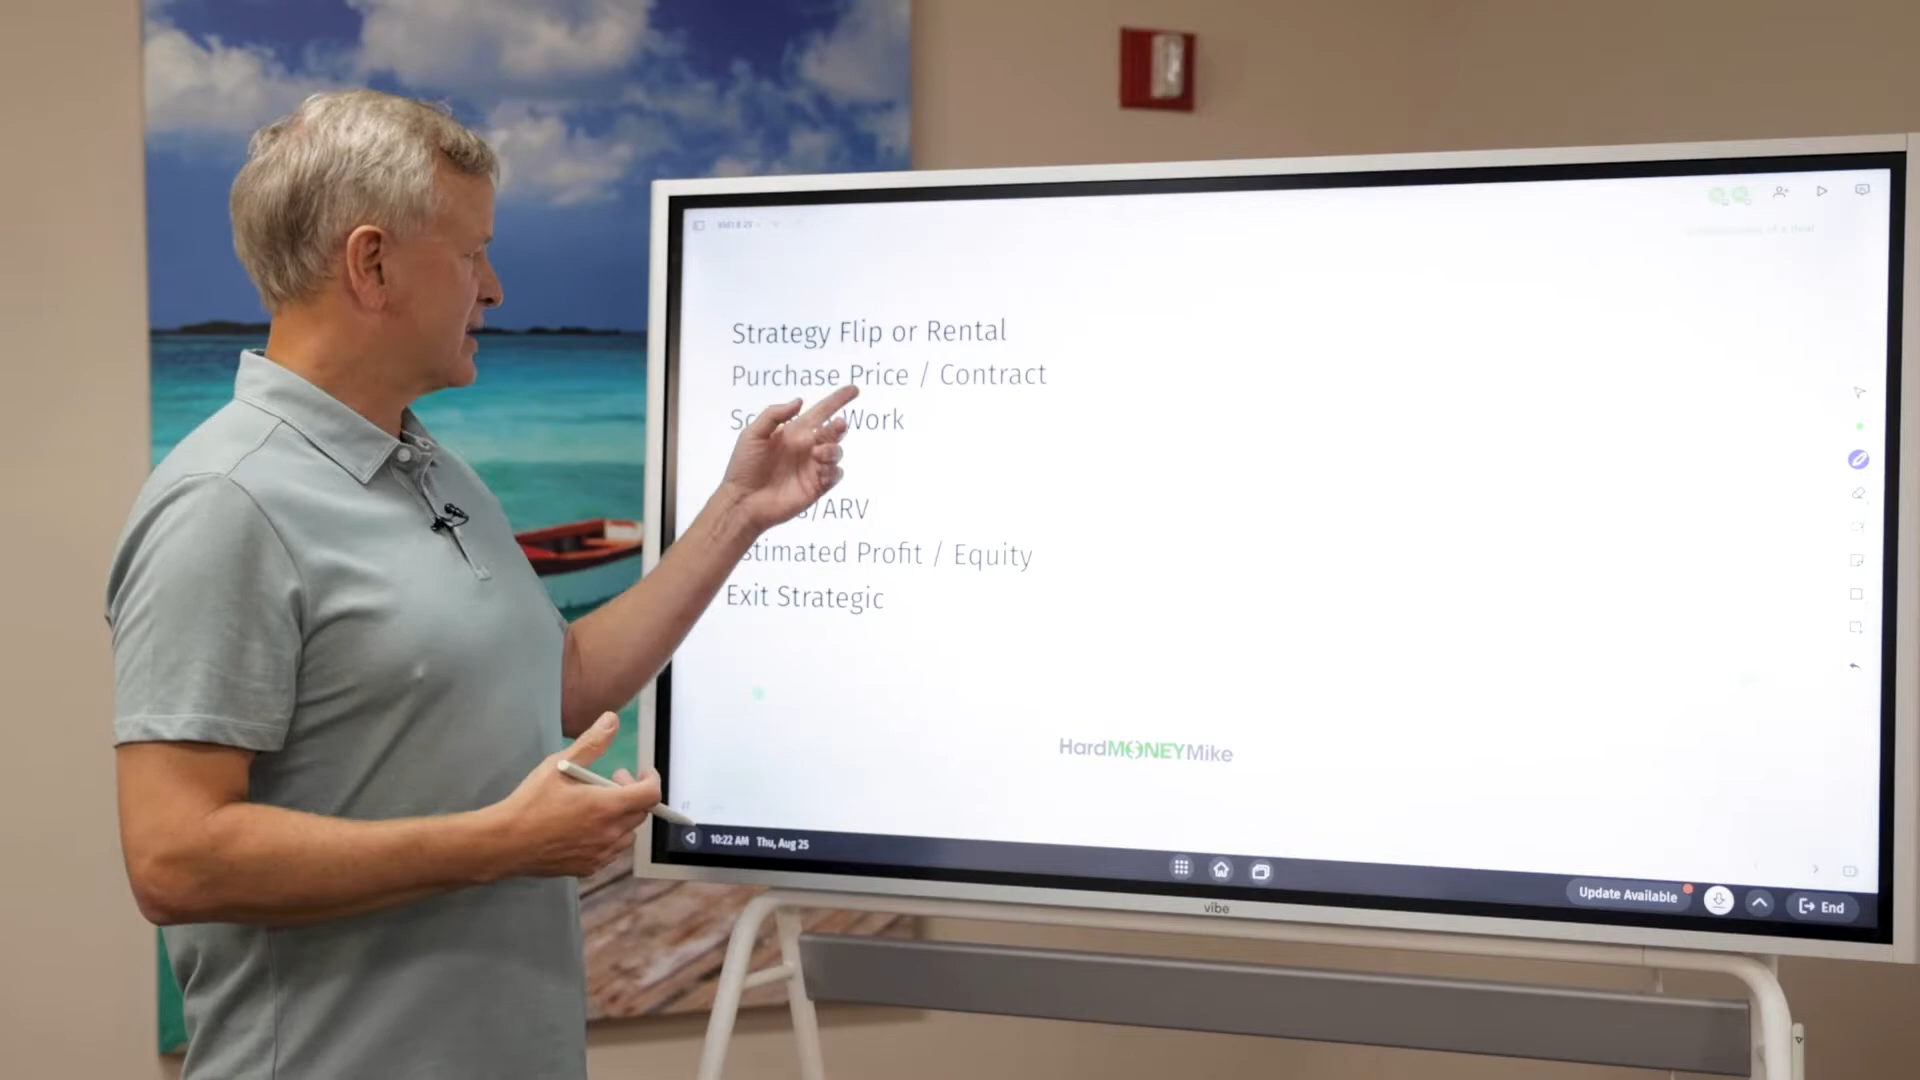 Strategy Flip or Rental
Purchase Price / Contract
Work
/ARV
Estimated Profit / Equity
Exit Strategic
HardMONEYMike
10:22 AM Thu, Aug 25
Update Available
End
vibe